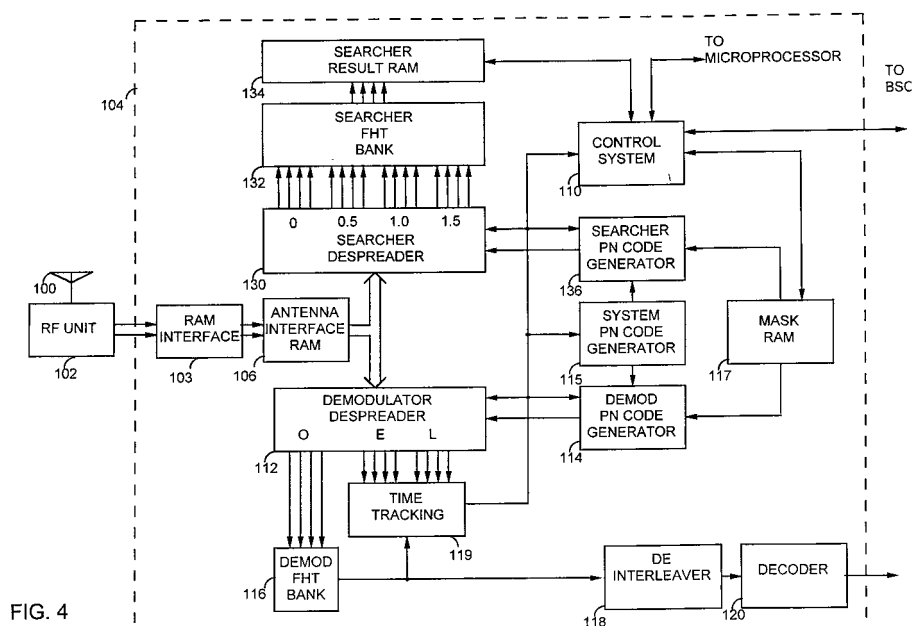 SEARCHER
RESULT RAM
134
TO
MICROPROCESSOR
TO
BSC
104
SEARCHER
FHT
BANK
132
CONTROL
SYSTEM
110
0 0.5 1.0 1.5
SEARCHER
DESPREADER
130
SEARCHER
PN CODE
GENERATOR
136
100
RF UNIT
102
RAM
INTERFACE
103
ANTENNA
INTERFACE
RAM
106
SYSTEM
PN CODE
GENERATOR
115
MASK
RAM
117
DEMODULATOR
DESPREADER
O E L
112
DEMOD
PN CODE
GENERATOR
114
TIME
TRACKING
119
DEMOD
FHT
BANK
116
DE
INTERLEAVER
118
DECODER
120
FIG. 4